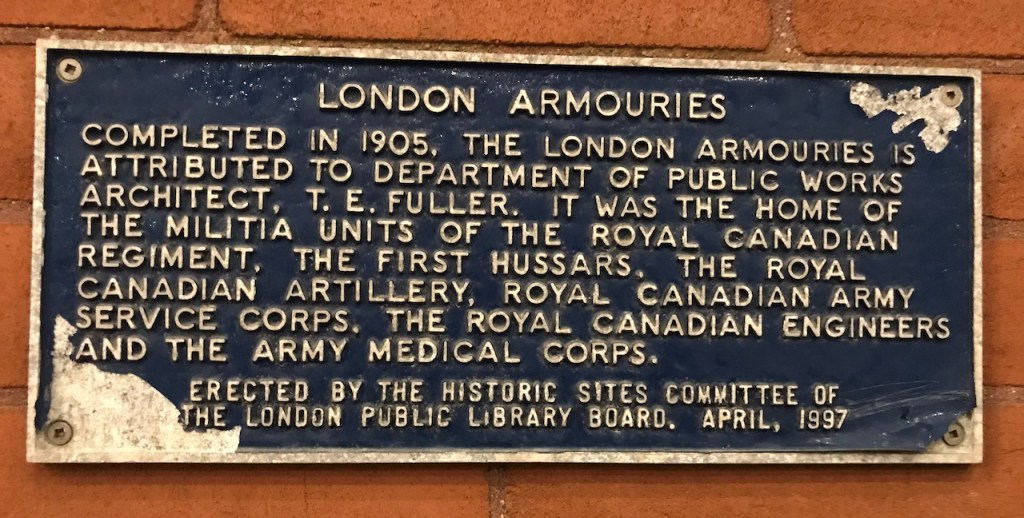 LONDON ARMOURIES
COMPLETED IN 1905, THE LONDON ARMOURIES IS
ATTRIBUTED TO DEPARTMENT OF PUBLIC WORKS
ARCHITECT, T. E. FULLER. IT WAS THE HOME OF
THE MILITIA UNITS OF THE ROYAL CANADIAN
REGIMENT, THE FIRST HUSSARS, THE ROYAL
CANADIAN ARTILLERY, ROYAL CANADIAN ARMY
SERVICE CORPS, THE ROYAL CANADIAN ENGINEERS
AND THE ARMY MEDICAL CORPS.
ERECTED BY THE HISTORIC SITES COMMITTEE OF
THE LONDON PUBLIC LIBRARY BOARD. APRIL, 1997